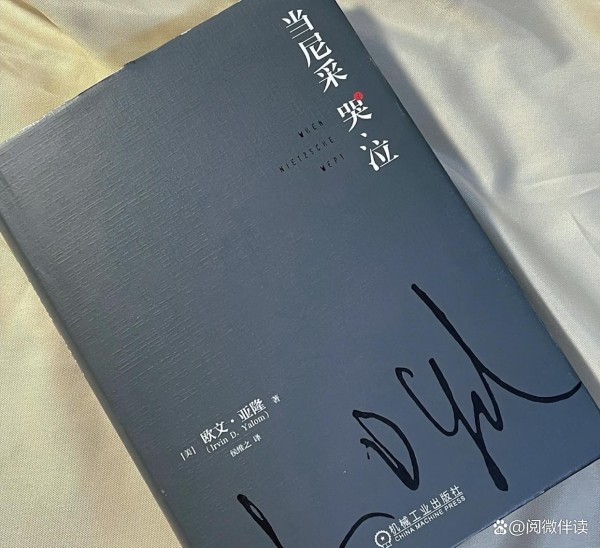 当尼采哭泣
WHEN
NIETZSCHE
WEPT
[美] 欧文·亚隆 著
(Irvin D. Yalom)
侯维之 译
机械工业出版社
CHINA MACHINE PRESS
@阅微伴读